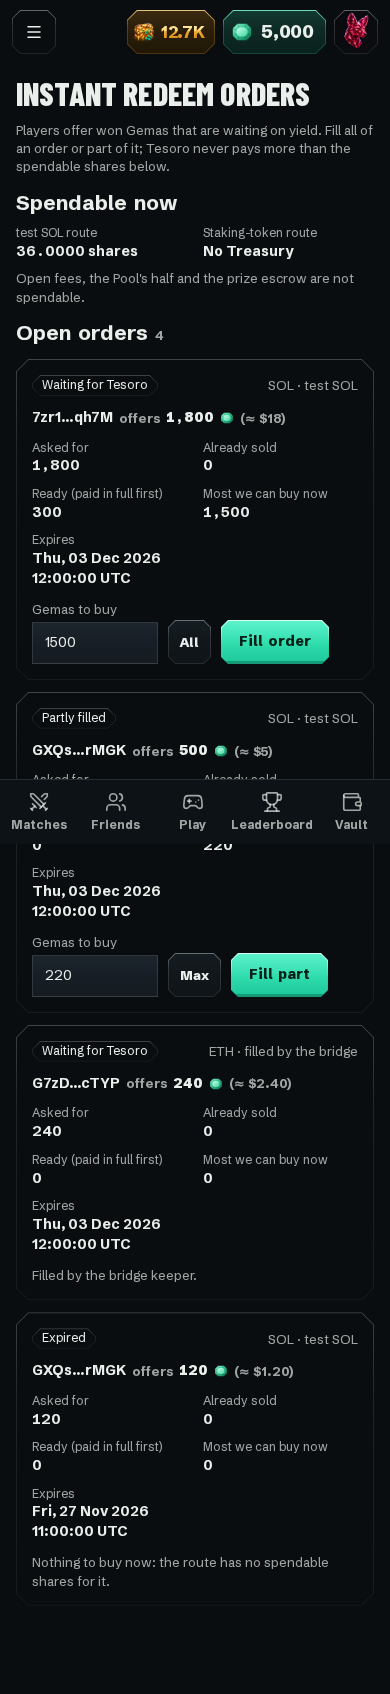 12.7K
5,000
INSTANT REDEEM ORDERS
Players offer won Gemas that are waiting on yield. Fill all of
an order or part of it; Tesoro never pays more than the
spendable shares below.
Spendable now
test SOL route
36.0000 shares
Staking-token route
No Treasury
Open fees, the Pool's half and the prize escrow are not
spendable.
Open orders 4
Waiting for Tesoro
SOL · test SOL
7zr1…qh7M offers 1,800 (≈ $18)
Asked for
1,800
Already sold
0
Ready (paid in full first)
300
Most we can buy now
1,500
Expires
Thu, 03 Dec 2026
12:00:00 UTC
Gemas to buy
1500
All
Fill order
Partly filled
SOL · test SOL
GXQs…rMGK offers 500 (≈ $5)
Matches
Friends
Play
Leaderboard
Vault
0
220
Expires
Thu, 03 Dec 2026
12:00:00 UTC
Gemas to buy
220
Max
Fill part
Waiting for Tesoro
ETH · filled by the bridge
G7zD…cTYP offers 240 (≈ $2.40)
Asked for
240
Already sold
0
Ready (paid in full first)
0
Most we can buy now
0
Expires
Thu, 03 Dec 2026
12:00:00 UTC
Filled by the bridge keeper.
Expired
SOL · test SOL
GXQs…rMGK offers 120 (≈ $1.20)
Asked for
120
Already sold
0
Ready (paid in full first)
0
Most we can buy now
0
Expires
Fri, 27 Nov 2026
11:00:00 UTC
Nothing to buy now: the route has no spendable
shares for it.